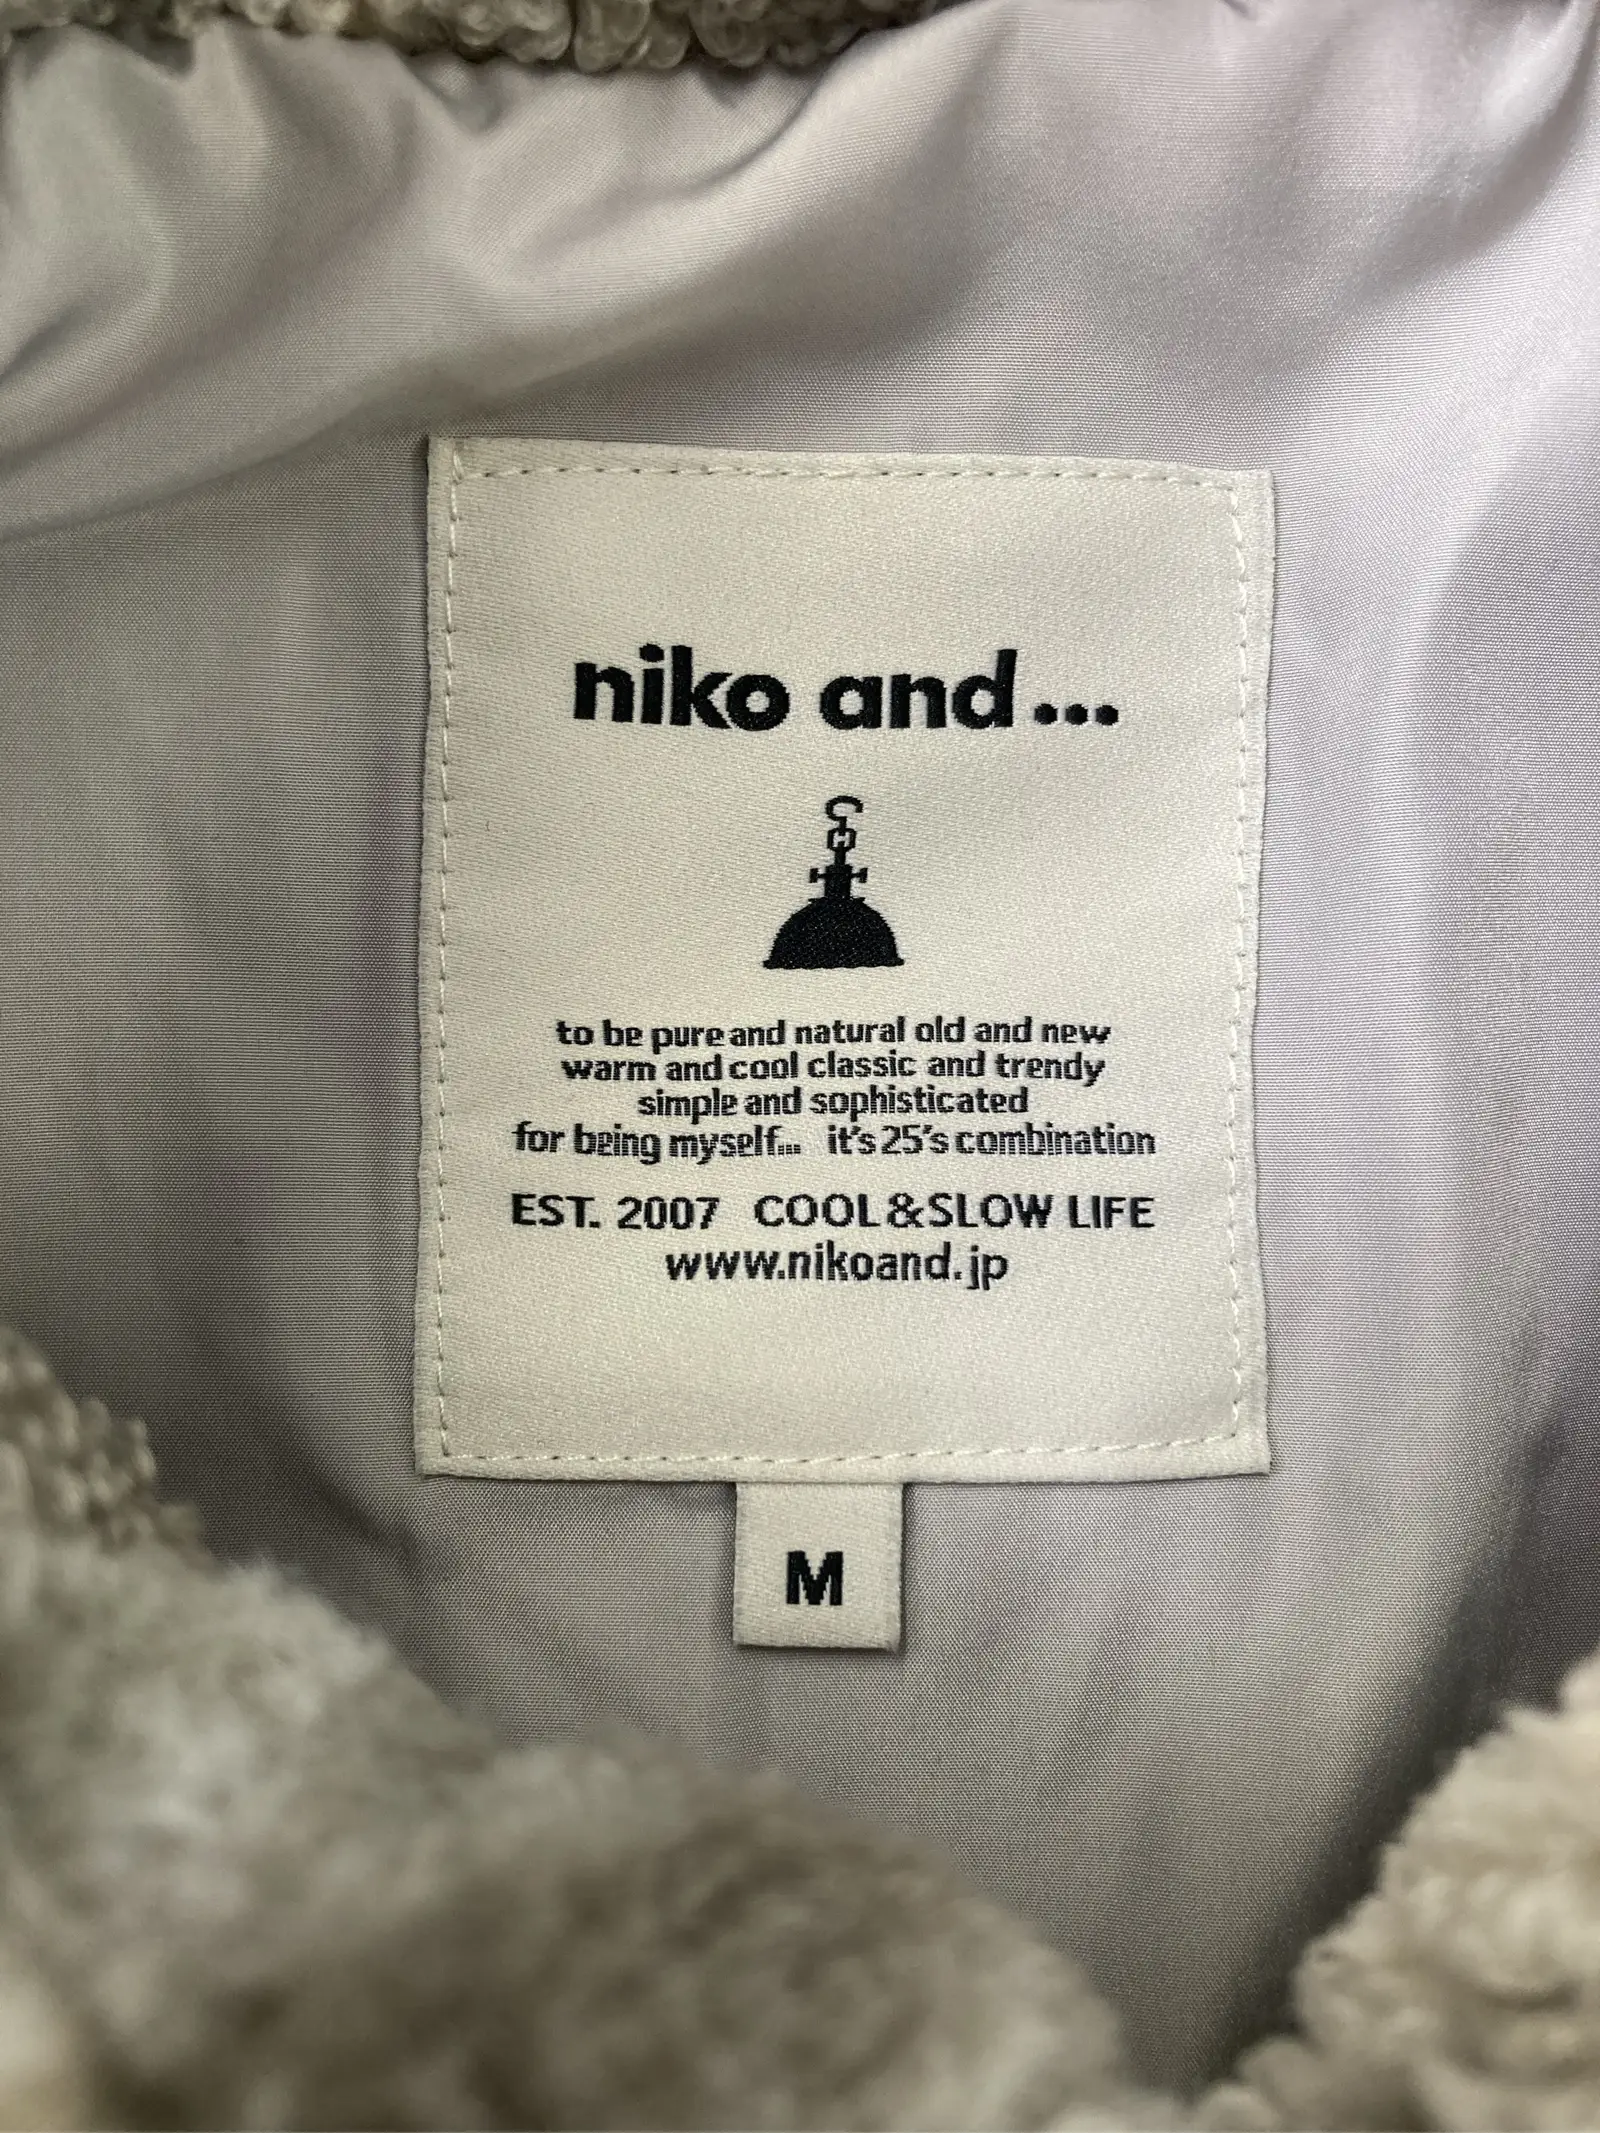 niko and...
to be pure and natural old and new
warm and cool classic and trendy
simple and sophisticated
for being myself... it's 25's combination
EST. 2007 COOL&SLOW LIFE
www.nikoand.jp
M